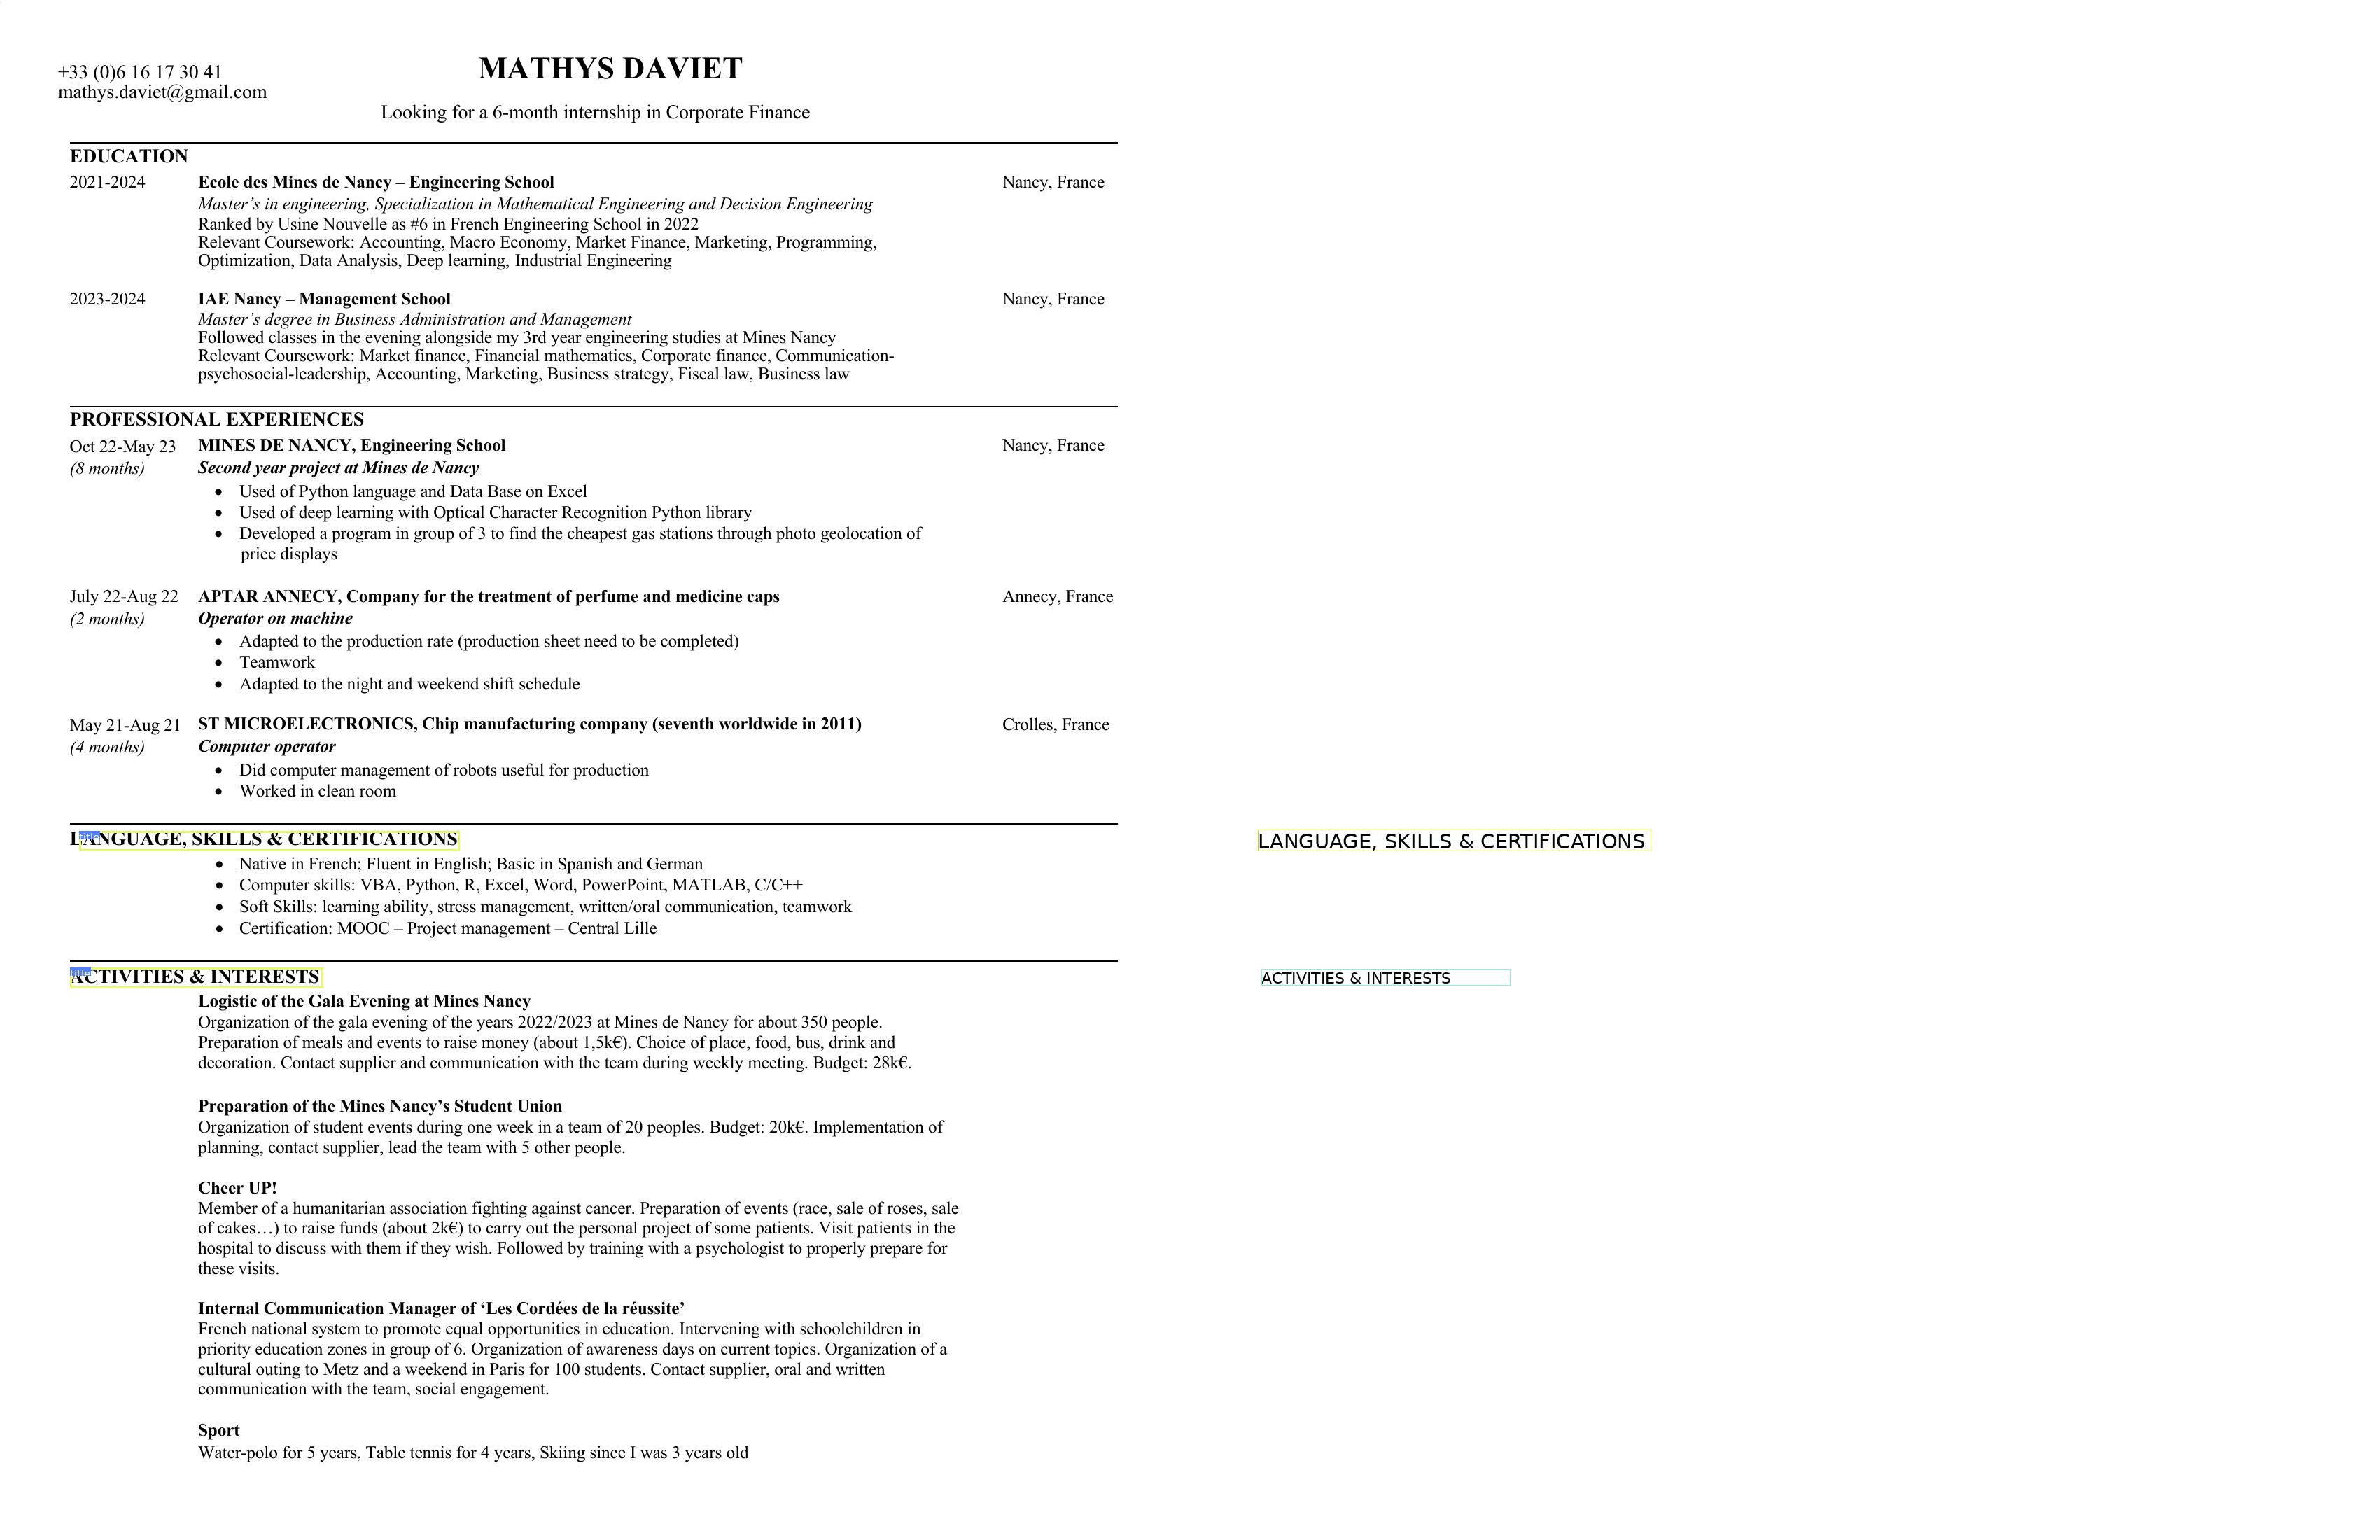 +33 (0)6 16 17 30 41
mathys.daviet@gmail.com
MATHYS DAVIET
Looking for a 6-month internship in Corporate Finance
EDUCATION
2021-2024 Ecole des Mines de Nancy – Engineering School Nancy, France
Master’s in engineering, Specialization in Mathematical Engineering and Decision Engineering
Ranked by Usine Nouvelle as #6 in French Engineering School in 2022
Relevant Coursework: Accounting, Macro Economy, Market Finance, Marketing, Programming,
Optimization, Data Analysis, Deep learning, Industrial Engineering
2023-2024 IAE Nancy – Management School Nancy, France
Master’s degree in Business Administration and Management
Followed classes in the evening alongside my 3rd year engineering studies at Mines Nancy
Relevant Coursework: Market finance, Financial mathematics, Corporate finance, Communication-
psychosocial-leadership, Accounting, Marketing, Business strategy, Fiscal law, Business law
PROFESSIONAL EXPERIENCES
Oct 22-May 23 MINES DE NANCY, Engineering School Nancy, France
(8 months) Second year project at Mines de Nancy
• Used of Python language and Data Base on Excel
• Used of deep learning with Optical Character Recognition Python library
• Developed a program in group of 3 to find the cheapest gas stations through photo geolocation of
price displays
July 22-Aug 22 APTAR ANNECY, Company for the treatment of perfume and medicine caps Annecy, France
(2 months) Operator on machine
• Adapted to the production rate (production sheet need to be completed)
• Teamwork
• Adapted to the night and weekend shift schedule
May 21-Aug 21 ST MICROELECTRONICS, Chip manufacturing company (seventh worldwide in 2011) Crolles, France
(4 months) Computer operator
• Did computer management of robots useful for production
• Worked in clean room
title
LANGUAGE, SKILLS & CERTIFICATIONS LANGUAGE, SKILLS & CERTIFICATIONS
• Native in French; Fluent in English; Basic in Spanish and German
• Computer skills: VBA, Python, R, Excel, Word, PowerPoint, MATLAB, C/C++
• Soft Skills: learning ability, stress management, written/oral communication, teamwork
• Certification: MOOC – Project management – Central Lille
title
ACTIVITIES & INTERESTS ACTIVITIES & INTERESTS
Logistic of the Gala Evening at Mines Nancy
Organization of the gala evening of the years 2022/2023 at Mines de Nancy for about 350 people.
Preparation of meals and events to raise money (about 1,5k€). Choice of place, food, bus, drink and
decoration. Contact supplier and communication with the team during weekly meeting. Budget: 28k€.
Preparation of the Mines Nancy’s Student Union
Organization of student events during one week in a team of 20 peoples. Budget: 20k€. Implementation of
planning, contact supplier, lead the team with 5 other people.
Cheer UP!
Member of a humanitarian association fighting against cancer. Preparation of events (race, sale of roses, sale
of cakes…) to raise funds (about 2k€) to carry out the personal project of some patients. Visit patients in the
hospital to discuss with them if they wish. Followed by training with a psychologist to properly prepare for
these visits.
Internal Communication Manager of ‘Les Cordées de la réussite’
French national system to promote equal opportunities in education. Intervening with schoolchildren in
priority education zones in group of 6. Organization of awareness days on current topics. Organization of a
cultural outing to Metz and a weekend in Paris for 100 students. Contact supplier, oral and written
communication with the team, social engagement.
Sport
Water-polo for 5 years, Table tennis for 4 years, Skiing since I was 3 years old